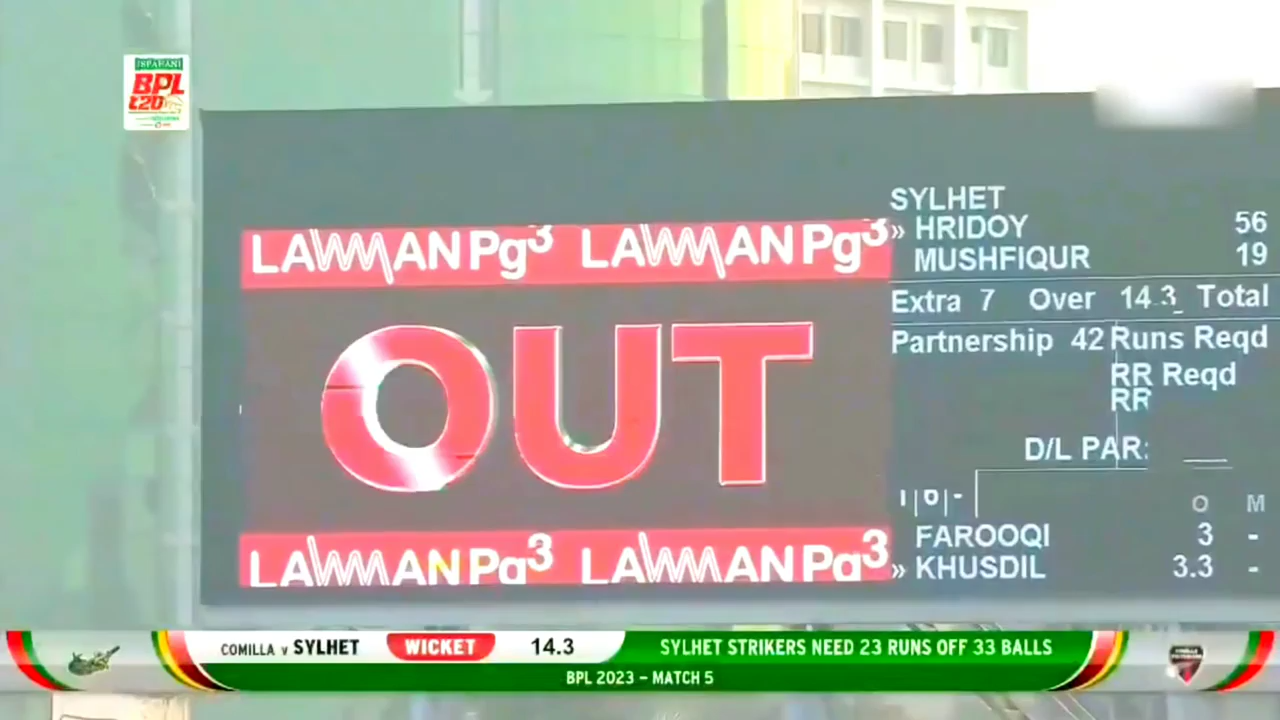 ISPAHANI
BPL
t20
LAWMAN Pg3 LAWMAN Pg3
OUT
LAWMAN Pg3 LAWMAN Pg3
SYLHET
» HRIDOY 56
MUSHFIQUR 19
Extra 7 Over 14.3 Total
Partnership 42 Runs Reqd
RR Reqd
RR
D/L PAR:
O M
FAROOQI 3 -
» KHUSDIL 3.3 -
COMILLA v SYLHET WICKET 14.3 SYLHET STRIKERS NEED 23 RUNS OFF 33 BALLS
BPL 2023 – MATCH 5